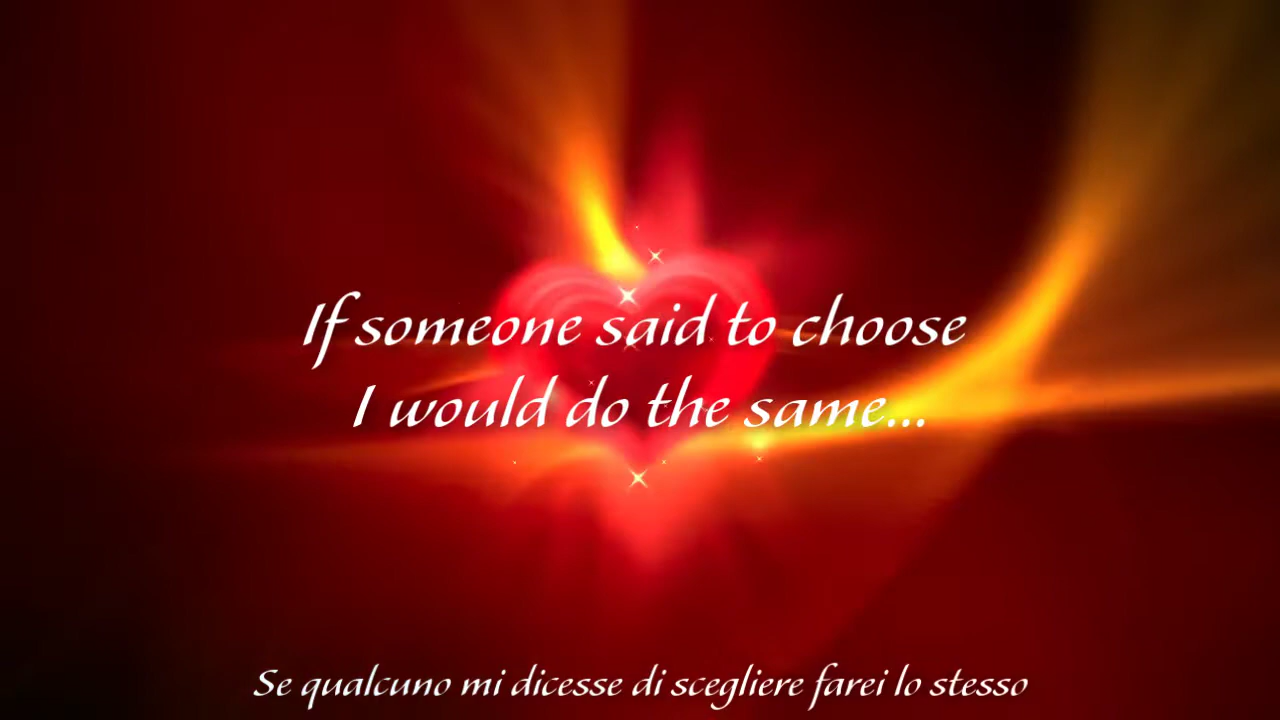 If someone said to choose
I would do the same...
Se qualcuno mi dicesse di scegliere farei lo stesso